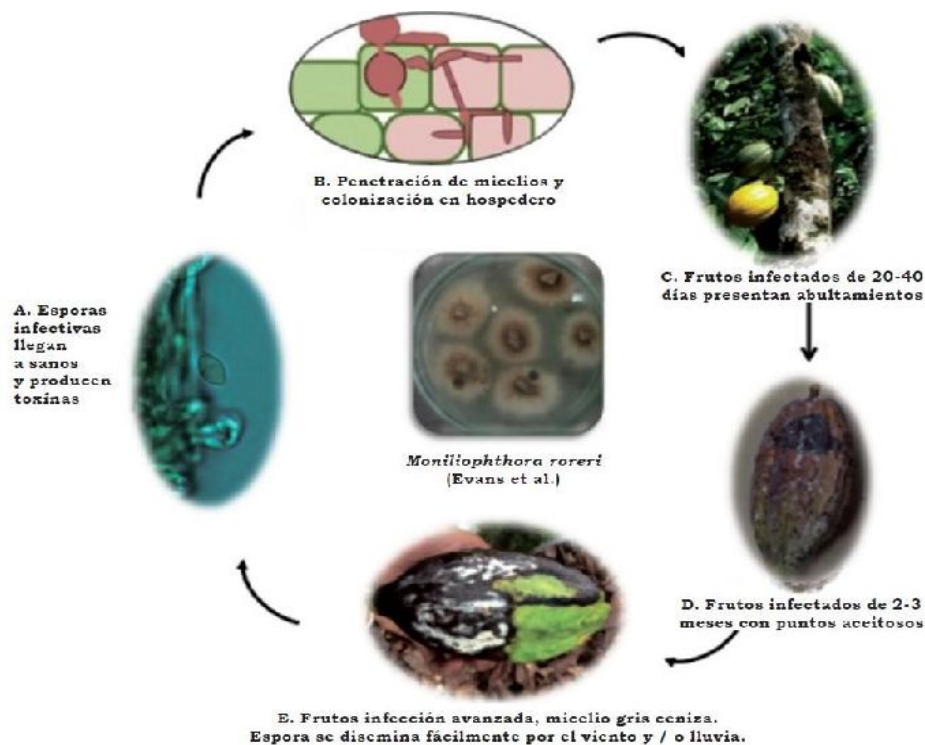 B. Penetración de micelios y
colonización en hospedero
C. Frutos infectados de 20-40
días presentan abultamientos
A. Esporas
infectivas
llegan
a sanos
y producen
toxinas
Moniliophthora roreri
(Evans et al.)
D. Frutos infectados de 2-3
meses con puntos aceitosos
E. Frutos infección avanzada, micelio gris ceniza.
Espora se disemina fácilmente por el viento y / o lluvia.